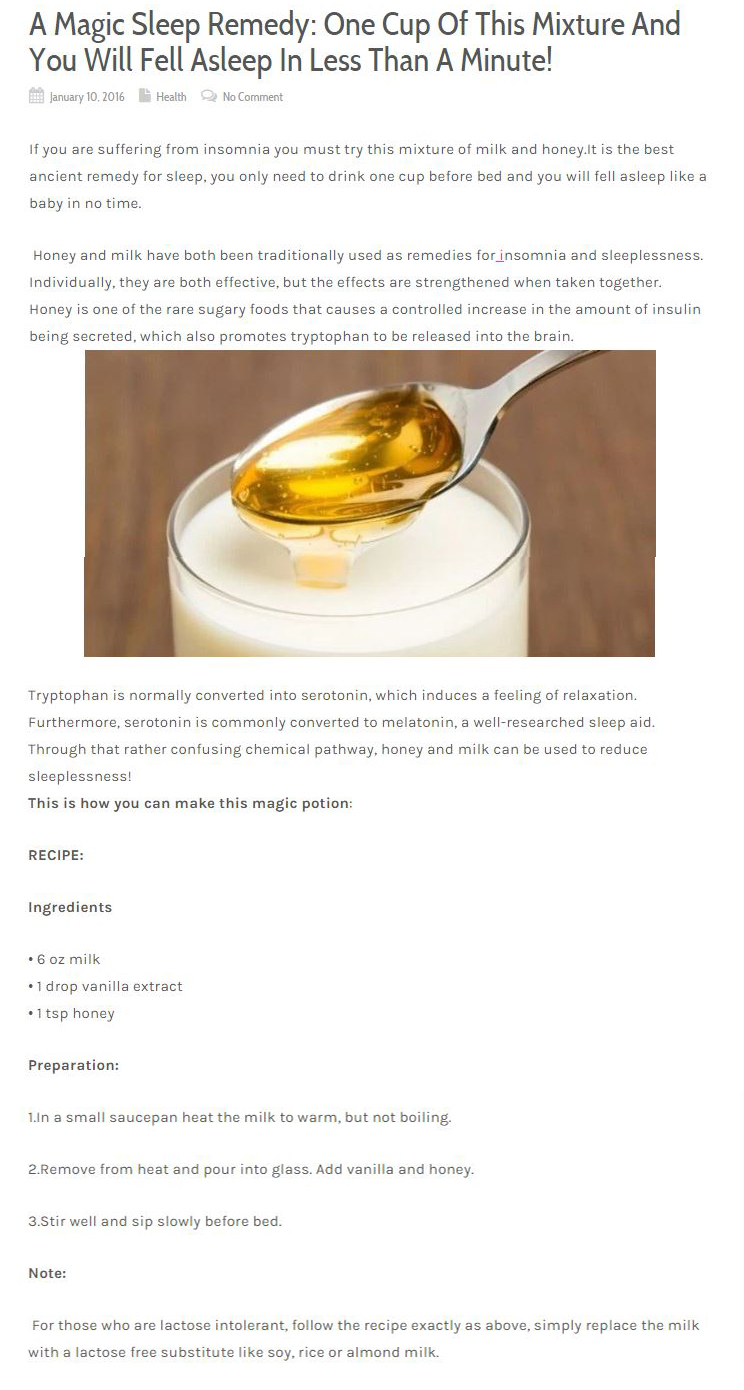 A Magic Sleep Remedy: One Cup Of This Mixture And
You Will Fell Asleep In Less Than A Minute!
January 10, 2016 Health No Comment
If you are suffering from insomnia you must try this mixture of milk and honey.It is the best
ancient remedy for sleep, you only need to drink one cup before bed and you will fell asleep like a
baby in no time.
Honey and milk have both been traditionally used as remedies for insomnia and sleeplessness.
Individually, they are both effective, but the effects are strengthened when taken together.
Honey is one of the rare sugary foods that causes a controlled increase in the amount of insulin
being secreted, which also promotes tryptophan to be released into the brain.
Tryptophan is normally converted into serotonin, which induces a feeling of relaxation.
Furthermore, serotonin is commonly converted to melatonin, a well-researched sleep aid.
Through that rather confusing chemical pathway, honey and milk can be used to reduce
sleeplessness!
This is how you can make this magic potion:
RECIPE:
Ingredients
• 6 oz milk
• 1 drop vanilla extract
• 1 tsp honey
Preparation:
1.In a small saucepan heat the milk to warm, but not boiling.
2.Remove from heat and pour into glass. Add vanilla and honey.
3.Stir well and sip slowly before bed.
Note:
For those who are lactose intolerant, follow the recipe exactly as above, simply replace the milk
with a lactose free substitute like soy, rice or almond milk.